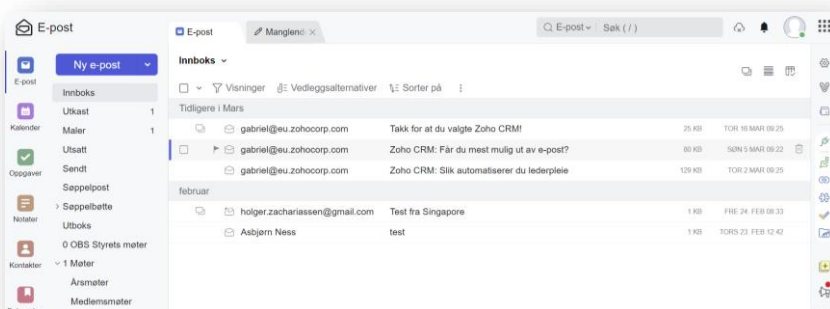 E-post
E-post
Manglend
E-post
Søk ( / )
E-post
Kalender
Oppgaver
Notater
Kontakter
Ny e-post
Innboks
Utkast 1
Maler 1
Utsatt
Sendt
Søppelpost
Søppelbøtte
Utboks
0 OBS Styrets møter
1 Møter
Årsmøter
Medlemsmøter
Innboks
Visninger Vedleggsalternativer Sorter på
Tidligere i Mars
gabriel@eu.zohocorp.com Takk for at du valgte Zoho CRM! 25 KB TOR 16 MAR 09:25
gabriel@eu.zohocorp.com Zoho CRM: Får du mest mulig ut av e-post? 80 KB SØN 5 MAR 09:22
gabriel@eu.zohocorp.com Zoho CRM: Slik automatiserer du lederpleie 129 KB TOR 2 MAR 09:25
februar
holger.zachariassen@gmail.com Test fra Singapore 1 KB FRE 24. FEB 08:33
Asbjørn Ness test 1 KB TORS 23. FEB 12:42